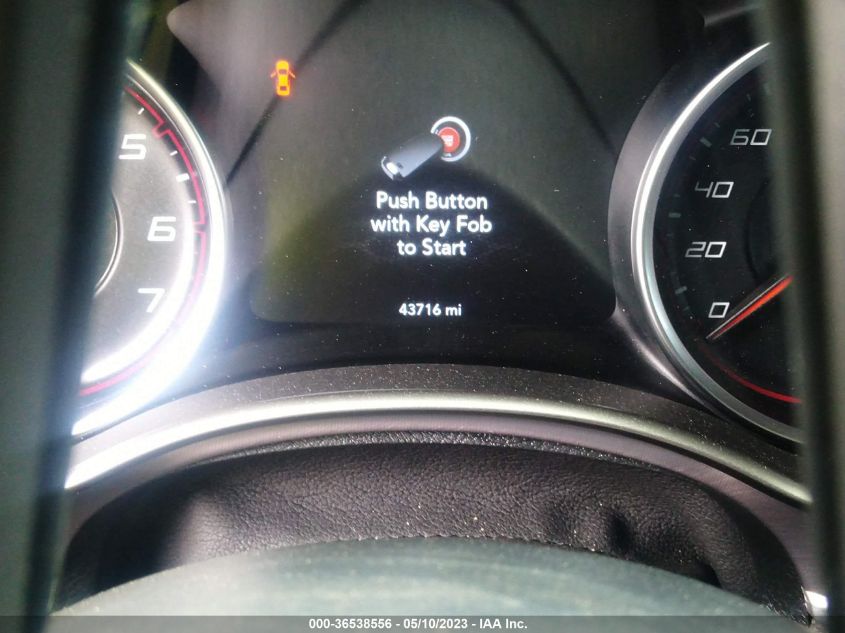 5
6
7
Push Button
with Key Fob
to Start
43716 mi
60
40
20
0
000-36538556 - 05/10/2023 - IAA Inc.